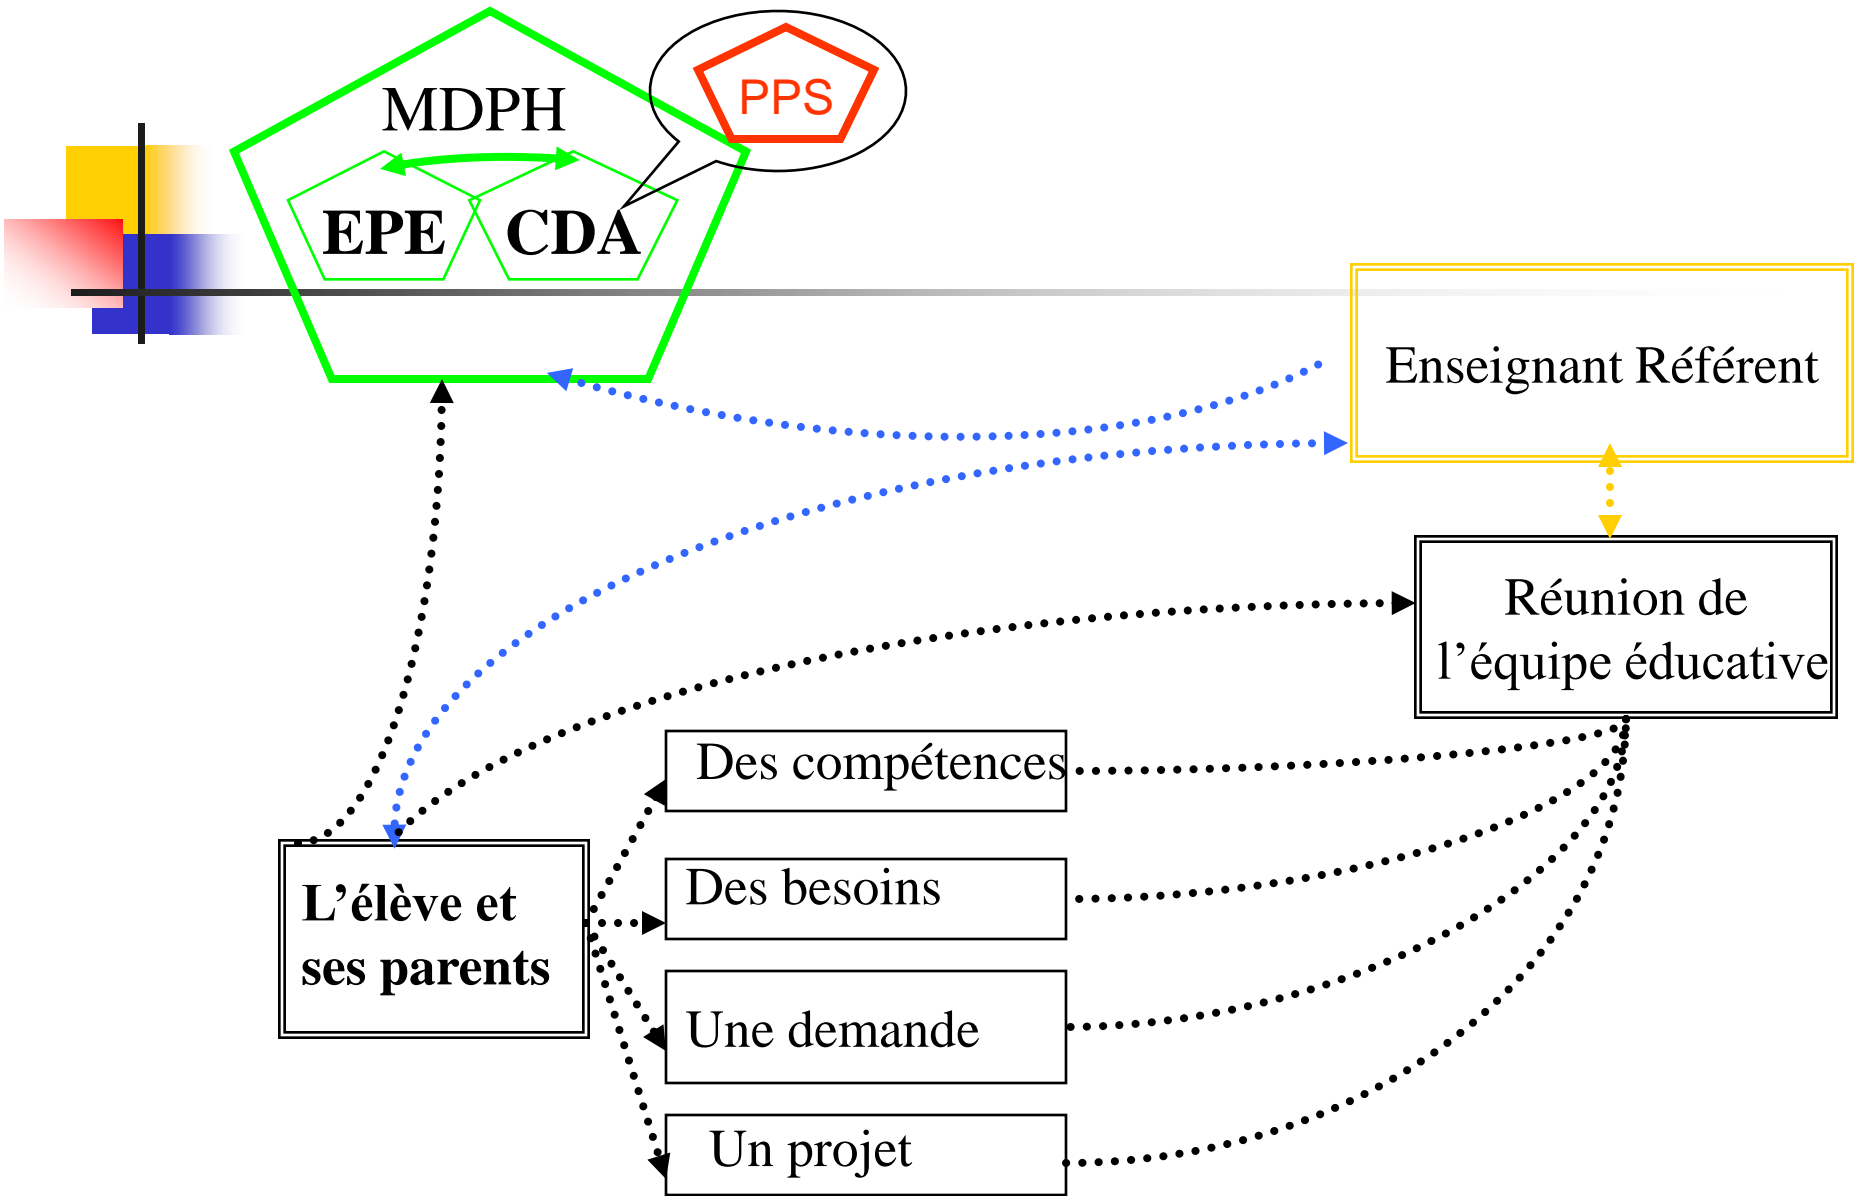 PPS
MDPH
EPE
CDA
Enseignant Référent
Réunion de
l’équipe éducative
Des compétences
Des besoins
L’élève et
ses parents
Une demande
Un projet